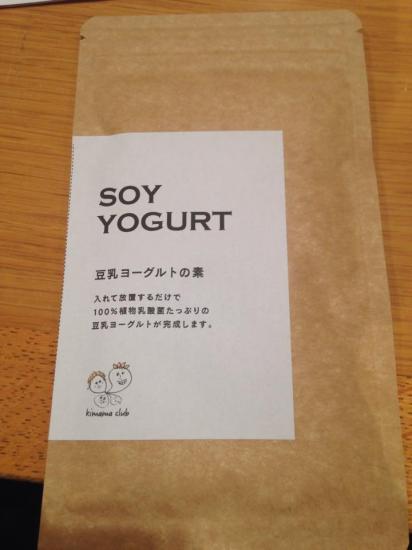 SOY
YOGURT
豆乳ヨーグルトの素
入れて放置するだけで
100%植物乳酸菌たっぷりの
豆乳ヨーグルトが完成します。
kimama club